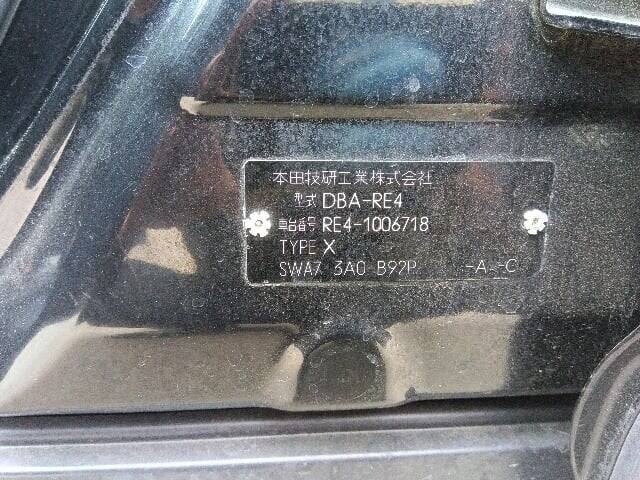 本田技研工業株式会社
型式 DBA-RE4
車台番号 RE4-1006718
TYPE X
SWA7 3A0 B92P -A--C